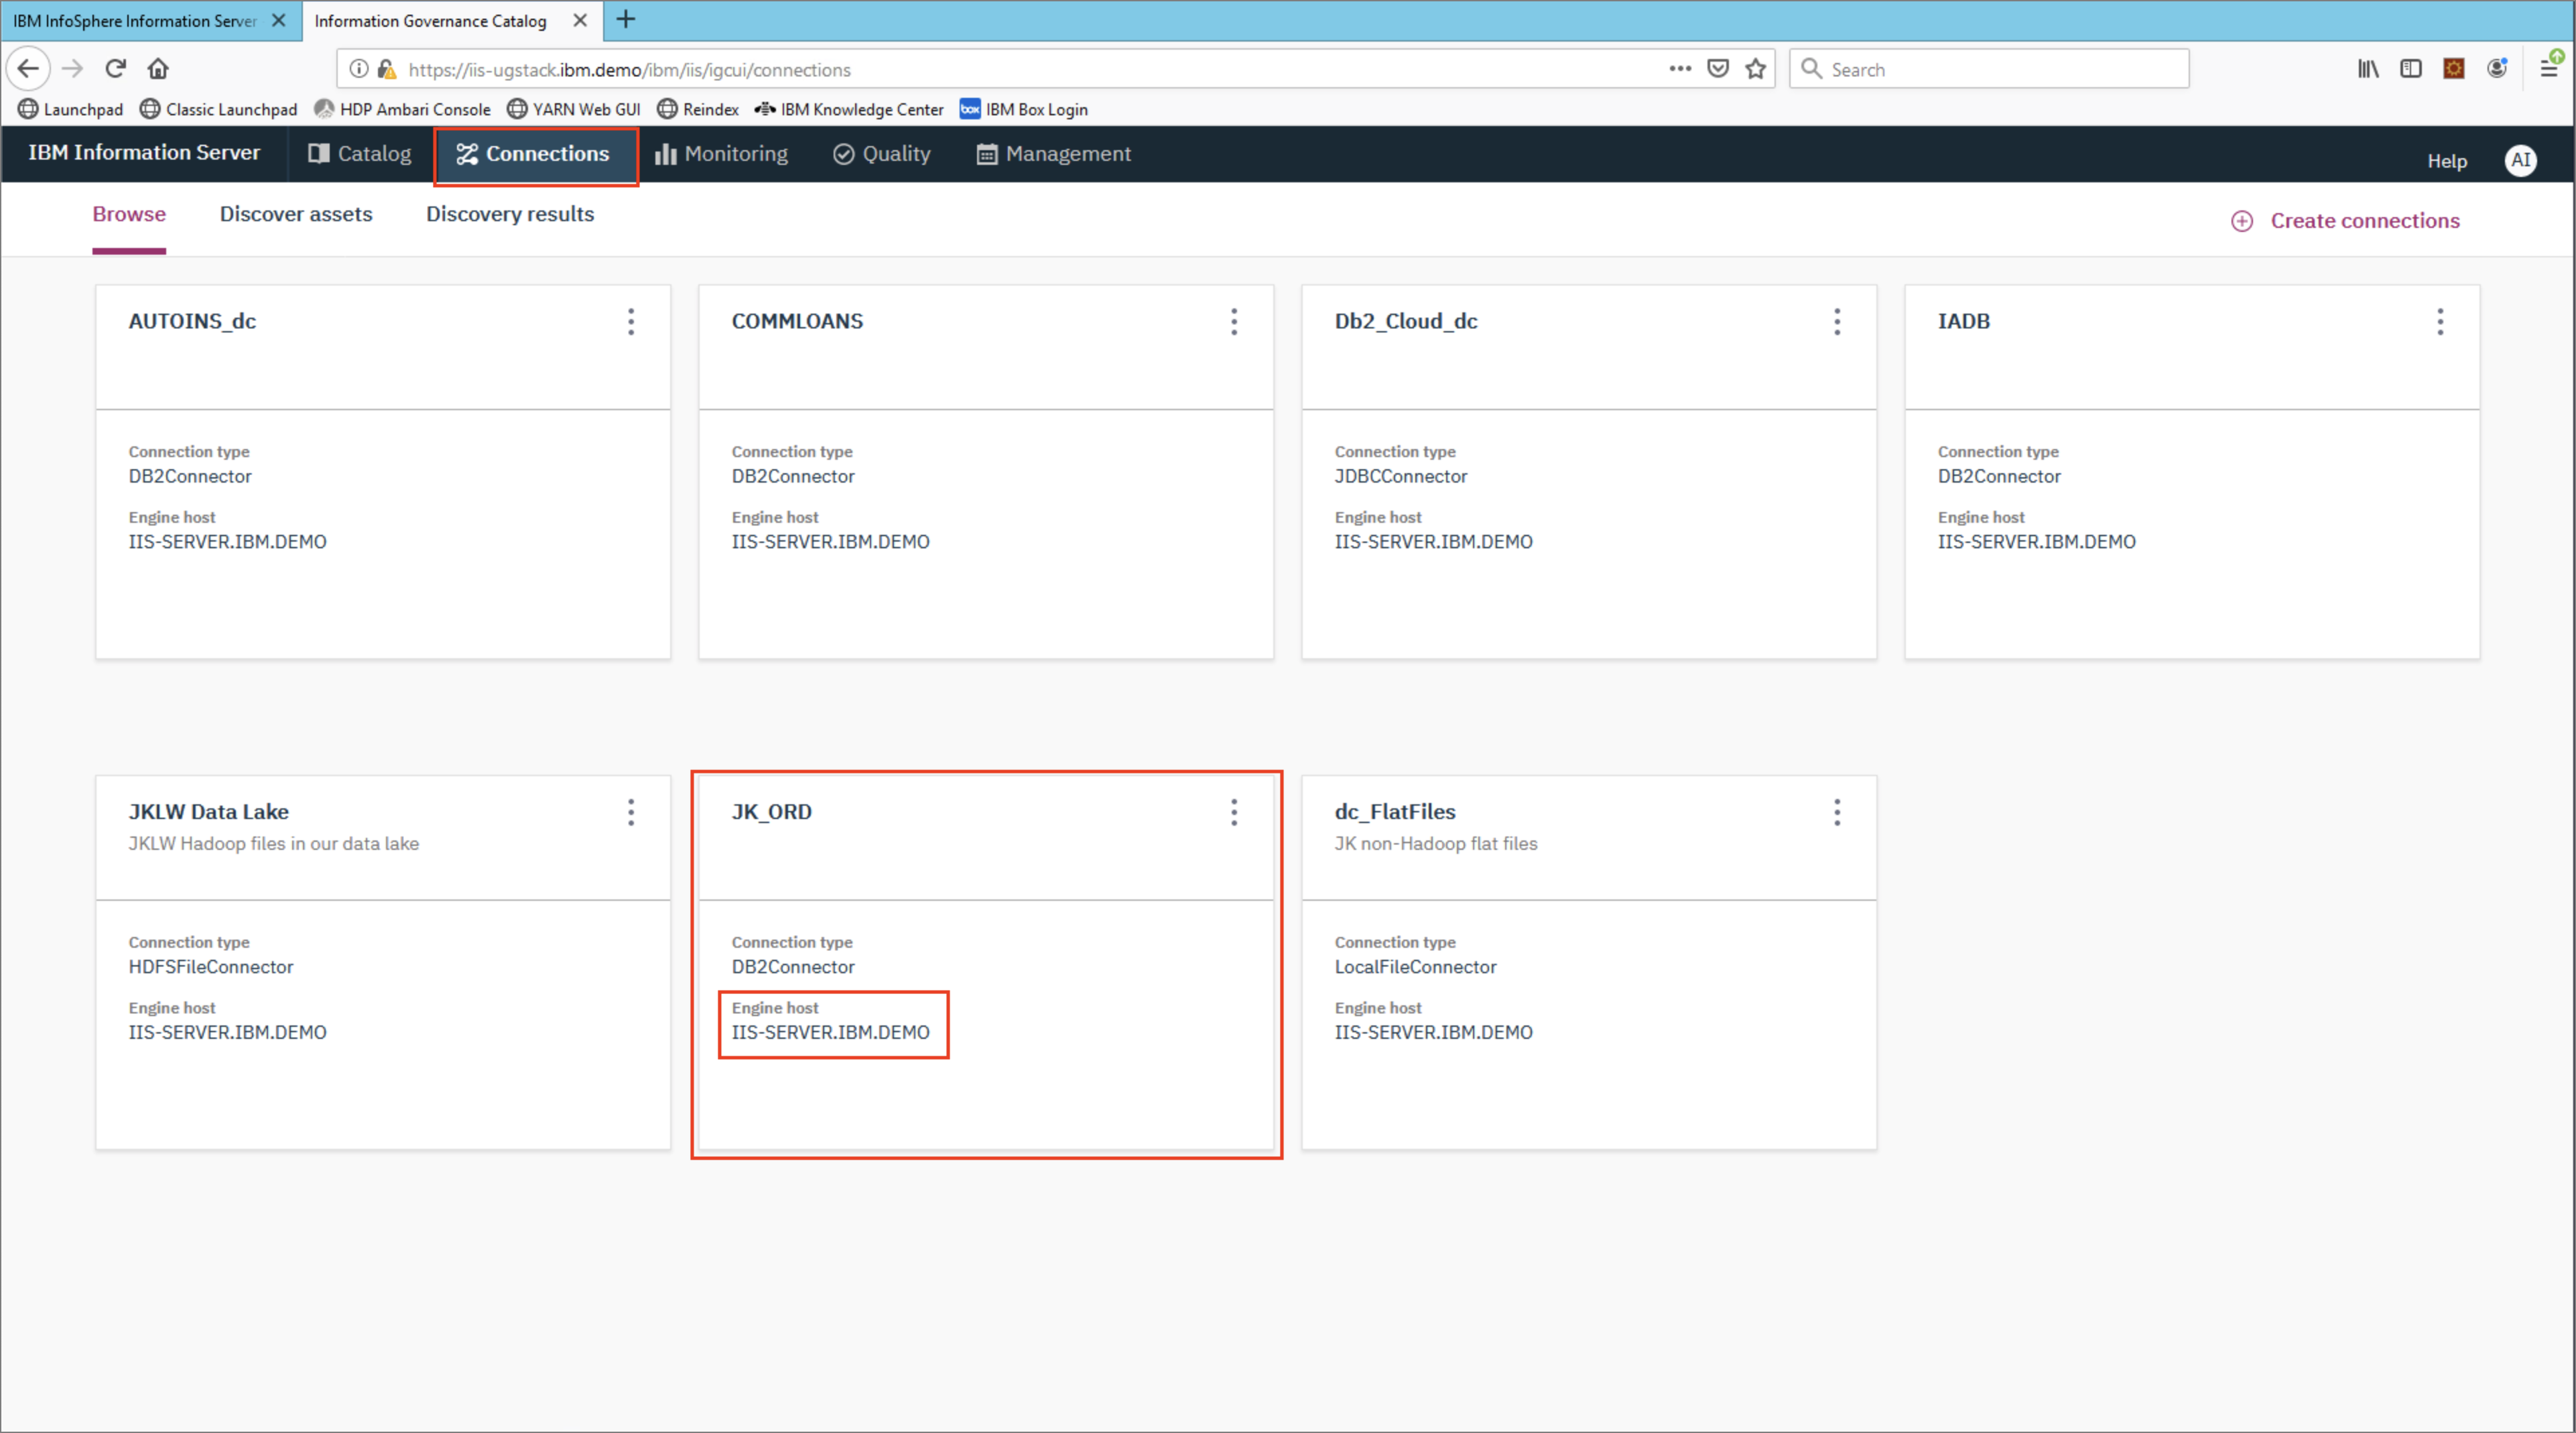 IBM InfoSphere Information Server
Information Governance Catalog
https://iis-ugstack.ibm.demo/ibm/iis/igcui/connections
Search
Launchpad
Classic Launchpad
HDP Ambari Console
YARN Web GUI
Reindex
IBM Knowledge Center
box
IBM Box Login
IBM Information Server
Catalog
Connections
Monitoring
Quality
Management
Help
AI
Browse
Discover assets
Discovery results
Create connections
AUTOINS_dc
Connection type
DB2Connector
Engine host
IIS-SERVER.IBM.DEMO
COMMLOANS
Connection type
DB2Connector
Engine host
IIS-SERVER.IBM.DEMO
Db2_Cloud_dc
Connection type
JDBCConnector
Engine host
IIS-SERVER.IBM.DEMO
IADB
Connection type
DB2Connector
Engine host
IIS-SERVER.IBM.DEMO
JKLW Data Lake
JKLW Hadoop files in our data lake
Connection type
HDFSFileConnector
Engine host
IIS-SERVER.IBM.DEMO
JK_ORD
Connection type
DB2Connector
Engine host
IIS-SERVER.IBM.DEMO
dc_FlatFiles
JK non-Hadoop flat files
Connection type
LocalFileConnector
Engine host
IIS-SERVER.IBM.DEMO